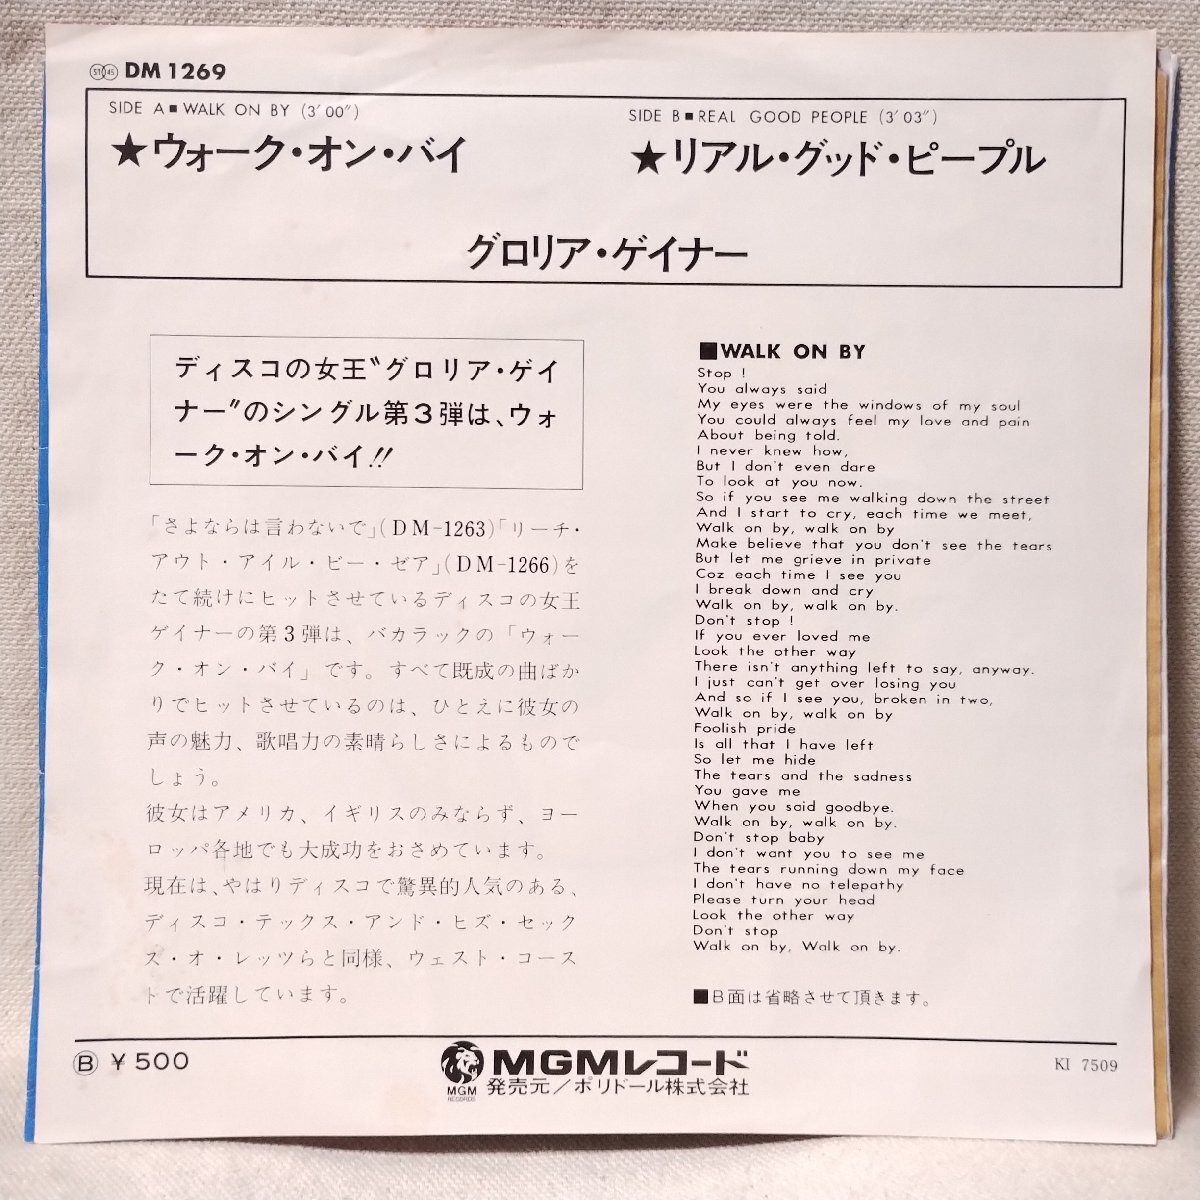 ST 45 DM 1269
SIDE A ■ WALK ON BY (3'00")
★ウォーク・オン・バイ
SIDE B ■ REAL GOOD PEOPLE (3'03")
★リアル・グッド・ピープル
グロリア・ゲイナー
ディスコの女王“グロリア・ゲイ
ナー”のシングル第3弾は、ウォ
ーク・オン・バイ!!
「さよならは言わないで」(DM-1263)「リーチ・
アウト・アイル・ビー・ゼア」(DM-1266)を
たて続けにヒットさせているディスコの女王
ゲイナーの第3弾は、バカラックの「ウォー
ク・オン・バイ」です。すべて既成の曲ばか
りでヒットさせているのは、ひとえに彼女の
声の魅力、歌唱力の素晴らしさによるもので
しょう。
彼女はアメリカ、イギリスのみならず、ヨー
ロッパ各地でも大成功をおさめています。
現在は、やはりディスコで驚異的人気のある、
ディスコ・テックス・アンド・ヒズ・セック
ス・オ・レッツらと同様、ウェスト・コース
トで活躍しています。
■WALK ON BY
Stop !
You always said
My eyes were the windows of my soul
You could always feel my love and pain
About being told.
I never knew how,
But I don't even dare
To look at you now.
So if you see me walking down the street
And I start to cry, each time we meet,
Walk on by, walk on by
Make believe that you don't see the tears
But let me grieve in private
Coz each time I see you
I break down and cry
Walk on by, walk on by.
Don't stop !
If you ever loved me
Look the other way
There isn't anything left to say, anyway.
I just can't get over losing you
And so if I see you, broken in two,
Walk on by, walk on by
Foolish pride
Is all that I have left
So let me hide
The tears and the sadness
You gave me
When you said goodbye.
Walk on by, walk on by.
Don't stop baby
I don't want you to see me
The tears running down my face
I don't have no telepathy
Please turn your head
Look the other way
Don't stop
Walk on by, Walk on by.
■B面は省略させて頂きます。
Ⓑ ¥500
MGM RECORDS
MGMレコード
発売元/ポリドール株式会社
KI 7509